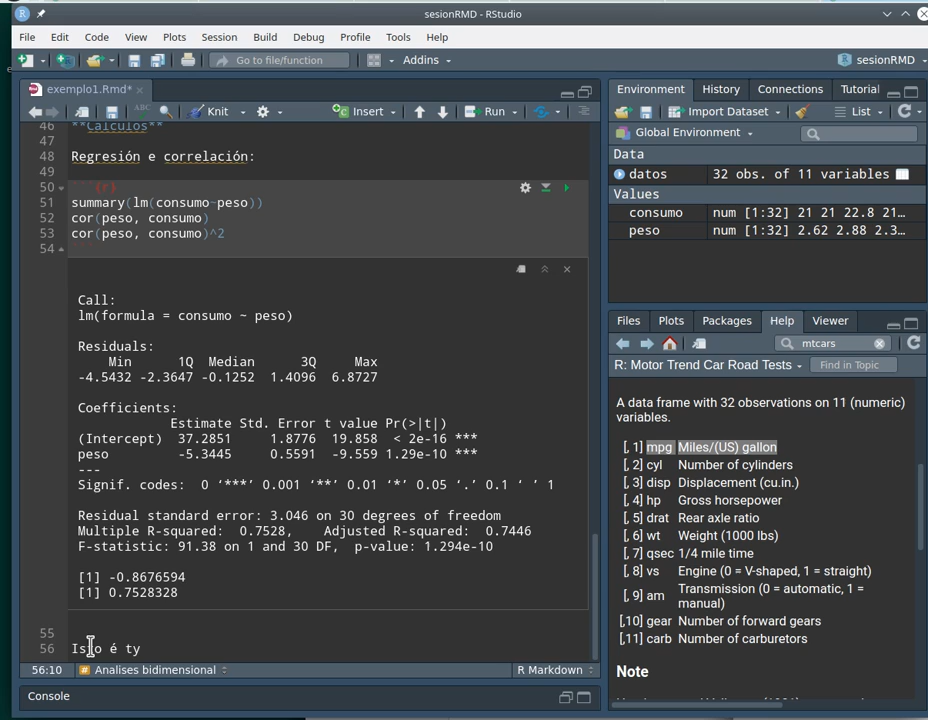 sesionRMD - RStudio
File Edit Code View Plots Session Build Debug Profile Tools Help
Go to file/function Addins sesionRMD
exemplo1.Rmd*
ABC Knit Insert Run
46 **Cálculos**
47
48 Regresión e correlación:
49
50 ```{r}
51 summary(lm(consumo~peso))
52 cor(peso, consumo)
53 cor(peso, consumo)^2
54 ```
Call:
lm(formula = consumo ~ peso)
Residuals:
Min 1Q Median 3Q Max
-4.5432 -2.3647 -0.1252 1.4096 6.8727
Coefficients:
Estimate Std. Error t value Pr(>|t|)
(Intercept) 37.2851 1.8776 19.858 < 2e-16 ***
peso -5.3445 0.5591 -9.559 1.29e-10 ***
---
Signif. codes: 0 ‘***’ 0.001 ‘**’ 0.01 ‘*’ 0.05 ‘.’ 0.1 ‘ ’ 1
Residual standard error: 3.046 on 30 degrees of freedom
Multiple R-squared: 0.7528, Adjusted R-squared: 0.7446
F-statistic: 91.38 on 1 and 30 DF, p-value: 1.294e-10
[1] -0.8676594
[1] 0.7528328
55
56 Isto é ty
56:10 # Analises bidimensional R Markdown
Console
Environment History Connections Tutorial
Import Dataset List
Global Environment
Data
datos 32 obs. of 11 variables
Values
consumo num [1:32] 21 21 22.8 21…
peso num [1:32] 2.62 2.88 2.3…
Files Plots Packages Help Viewer
mtcars
R: Motor Trend Car Road Tests Find in Topic
A data frame with 32 observations on 11 (numeric)
variables.
[, 1] mpg Miles/(US) gallon
[, 2] cyl Number of cylinders
[, 3] disp Displacement (cu.in.)
[, 4] hp Gross horsepower
[, 5] drat Rear axle ratio
[, 6] wt Weight (1000 lbs)
[, 7] qsec 1/4 mile time
[, 8] vs Engine (0 = V-shaped, 1 = straight)
[, 9] am Transmission (0 = automatic, 1 =
manual)
[,10] gear Number of forward gears
[,11] carb Number of carburetors
Note